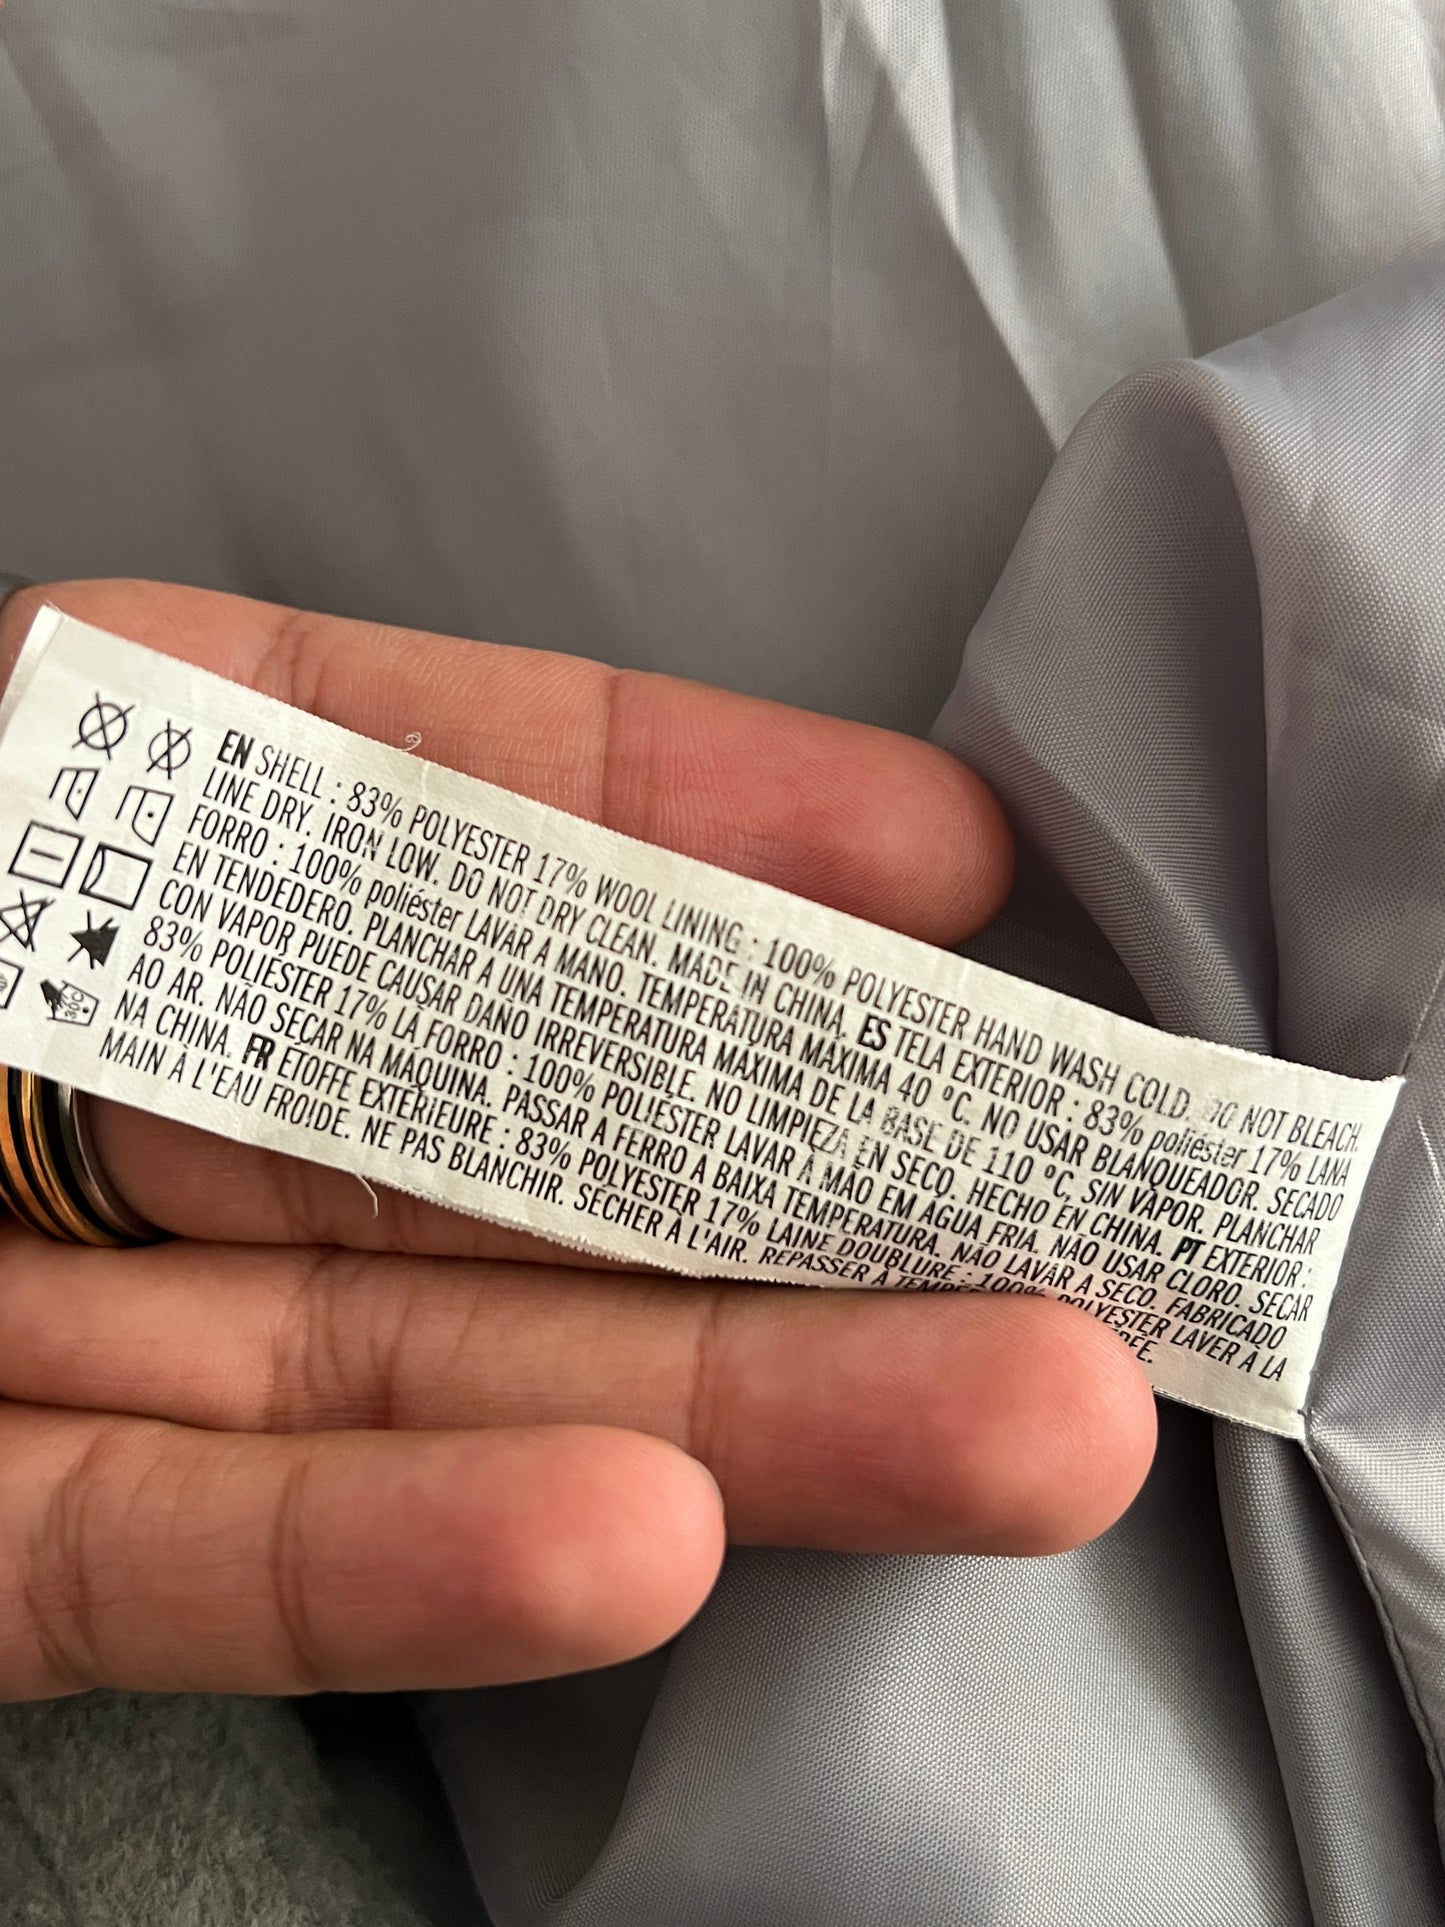 EN SHELL : 83% POLYESTER 17% WOOL LINING : 100% POLYESTER HAND WASH COLD. DO NOT BLEACH.
LINE DRY. IRON LOW. DO NOT DRY CLEAN. MADE IN CHINA. ES TELA EXTERIOR : 83% poliéster 17% LANA
FORRO : 100% poliéster LAVAR A MANO. TEMPERATURA MÁXIMA 40 ºC. NO USAR BLANQUEADOR. SECADO
EN TENDEDERO. PLANCHAR A UNA TEMPERATURA MÁXIMA DE LA BASE DE 110 ºC, SIN VAPOR. PLANCHAR
CON VAPOR PUEDE CAUSAR DAÑO IRREVERSIBLE. NO LIMPIEZA EN SECO. HECHO EN CHINA. PT EXTERIOR :
83% POLIÉSTER 17% LÃ FORRO : 100% POLIÉSTER LAVAR À MÃO EM ÁGUA FRIA. NÃO USAR CLORO. SECAR
AO AR. NÃO SECAR NA MÁQUINA. PASSAR A FERRO A BAIXA TEMPERATURA. NÃO LAVAR A SECO. FABRICADO
NA CHINA. FR ÉTOFFE EXTÉRIEURE : 83% POLYESTER 17% LAINE DOUBLURE : 100% POLYESTER LAVER À LA
MAIN À L'EAU FROIDE. NE PAS BLANCHIR. SÉCHER À L'AIR. REPASSER À